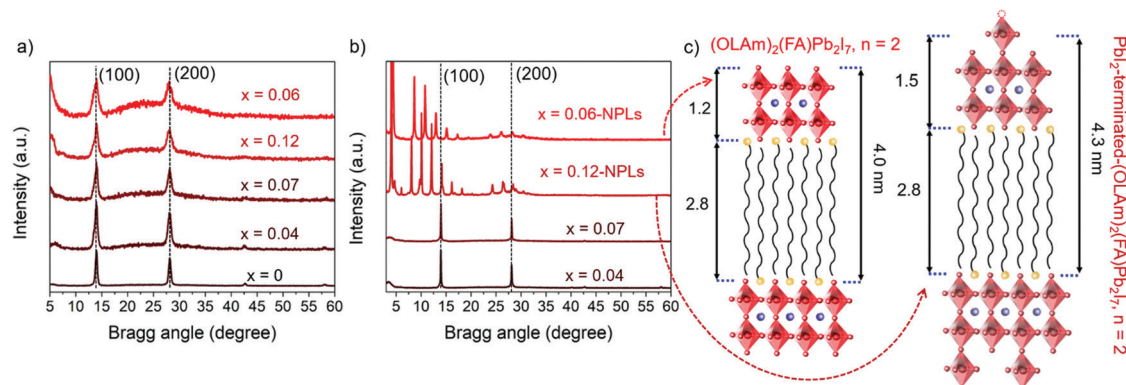 a)
Intensity (a.u.)
(100)
(200)
x = 0.06
x = 0.12
x = 0.07
x = 0.04
x = 0
5 10 15 20 25 30 35 40 45 50 55 60
Bragg angle (degree)
b)
Intensity (a.u.)
(100)
(200)
x = 0.06-NPLs
x = 0.12-NPLs
x = 0.07
x = 0.04
5 10 15 20 25 30 35 40 45 50 55 60
Bragg angle (degree)
c)
(OLAm)₂(FA)Pb₂I₇, n = 2
1.2
2.8
4.0 nm
1.5
2.8
4.3 nm
PbI₂-terminated-(OLAm)₂(FA)Pb₂I₇, n = 2